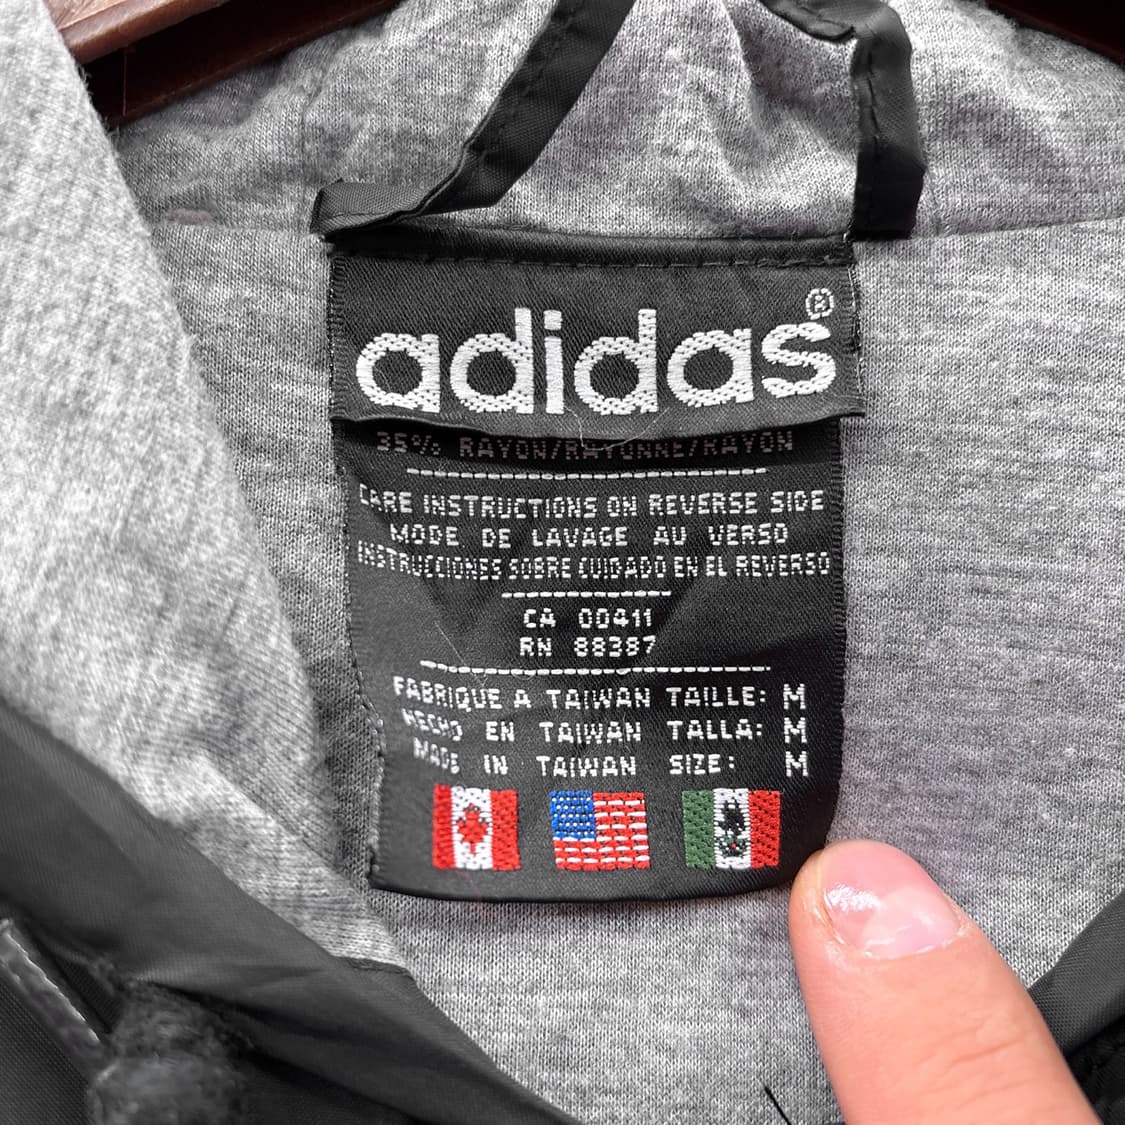 adidas®
35% RAYON/RAYONNE/RAYON
CARE INSTRUCTIONS ON REVERSE SIDE
MODE DE LAVAGE AU VERSO
INSTRUCCIONES SOBRE CUIDADO EN EL REVERSO
CA 00411
RN 88387
FABRIQUE A TAIWAN TAILLE: M
HECHO EN TAIWAN TALLA: M
MADE IN TAIWAN SIZE: M